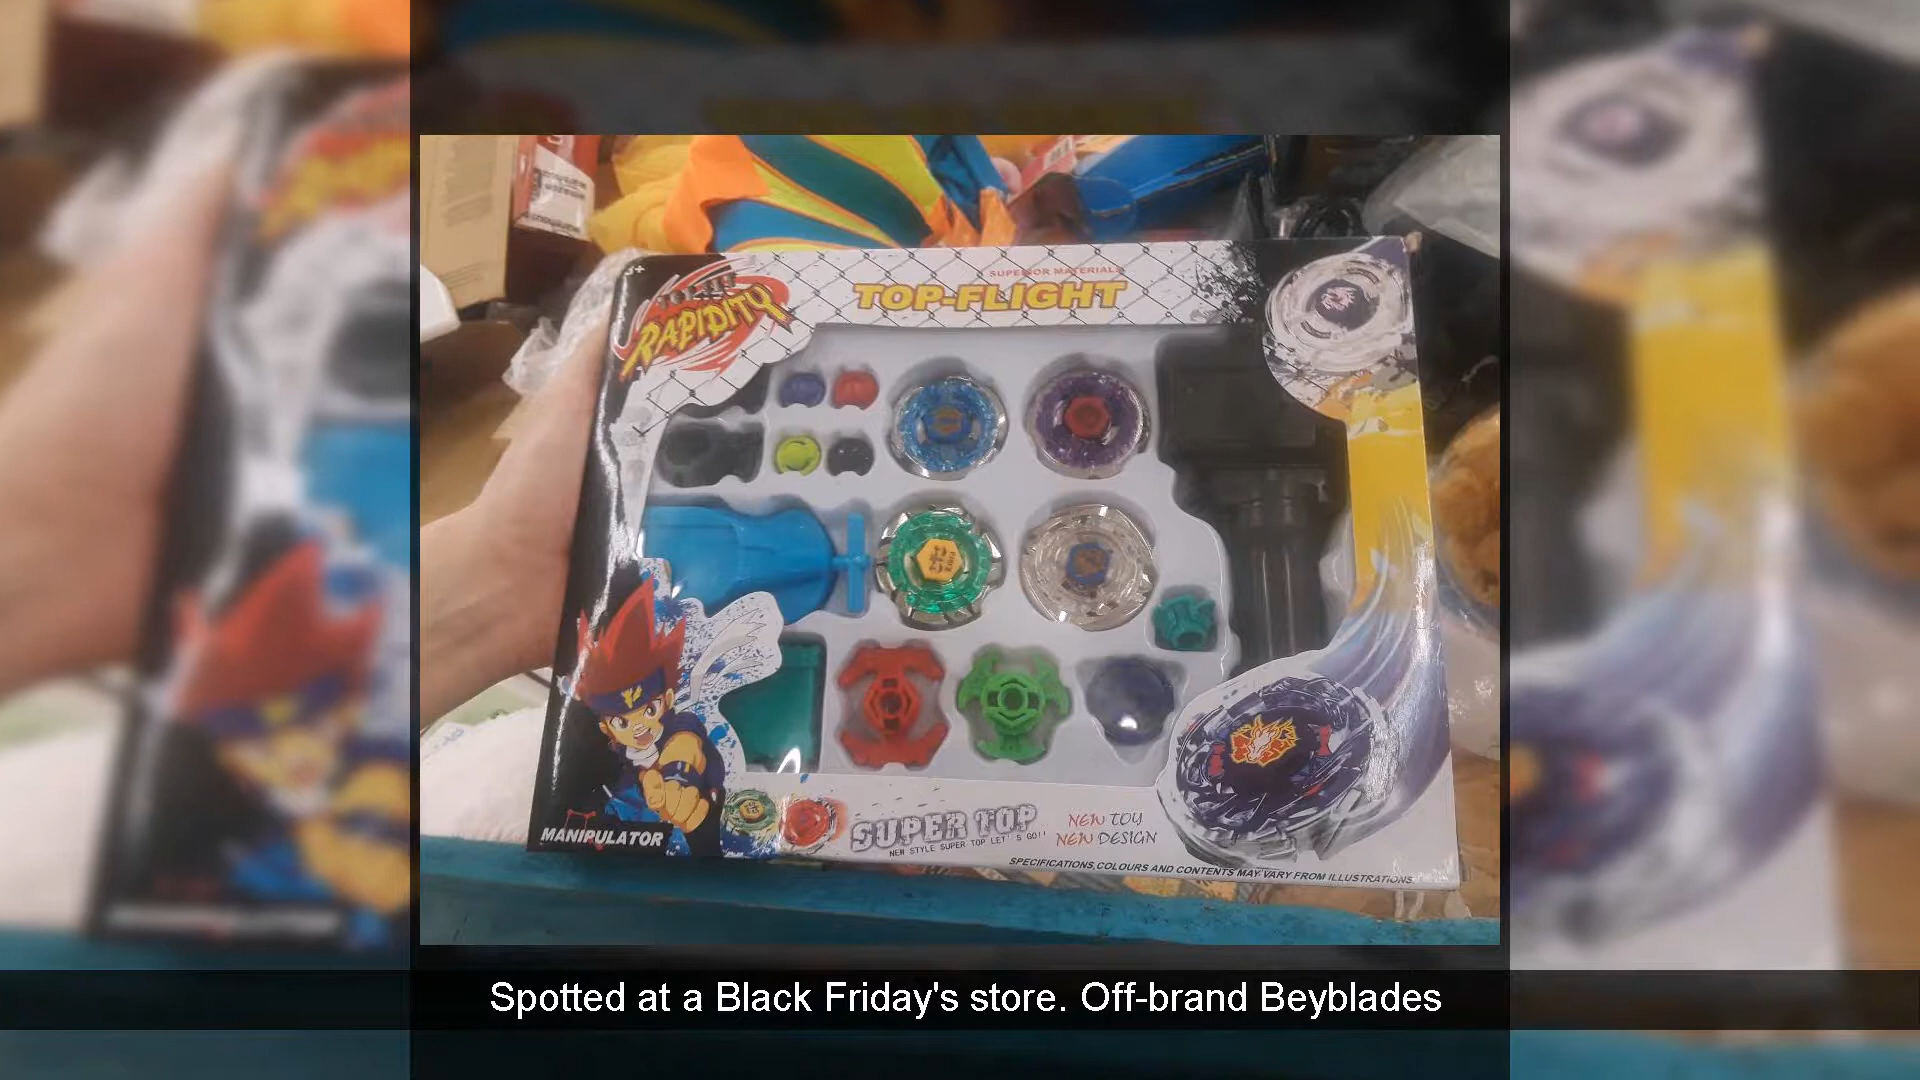 3+
SUPERIOR MATERIALS
TOP-FLIGHT
RAPIDITY
MANIPULATOR
SUPER TOP
NEW STYLE SUPER TOP LET'S GO!!
NEW TOY
NEW DESIGN
SPECIFICATIONS,COLOURS AND CONTENTS MAY VARY FROM ILLUSTRATIONS.
Spotted at a Black Friday's store. Off-brand Beyblades